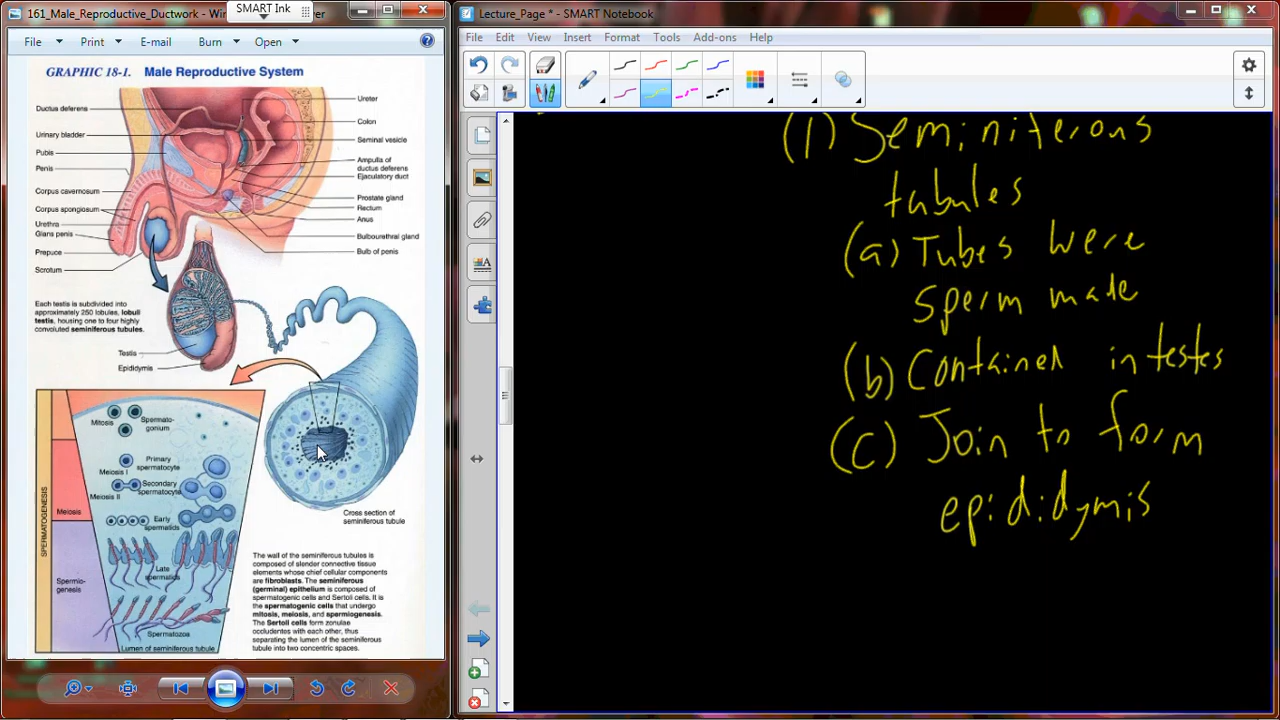 161_Male_Reproductive_Ductwork - Win
SMART Ink
File Print E-mail Burn Open
GRAPHIC 18-1. Male Reproductive System
Ductus deferens
Urinary bladder
Pubis
Penis
Corpus cavernosum
Corpus spongiosum
Urethra
Glans penis
Prepuce
Scrotum
Ureter
Colon
Seminal vesicle
Ampulla of
ductus deferens
Ejaculatory duct
Prostate gland
Rectum
Anus
Bulbourethral gland
Bulb of penis
Each testis is subdivided into
approximately 250 lobules, lobuli
testis, housing one to four highly
convoluted seminiferous tubules.
Testis
Epididymis
SPERMATOGENESIS
Meiosis
Spermio-
genesis
Mitosis
Spermato-
gonium
Primary
spermatocyte
Meiosis I
Meiosis II
Secondary
spermatocyte
Early
spermatids
Late
spermatids
Spermatozoa
Lumen of seminiferous tubule
Cross section of
seminiferous tubule
The wall of the seminiferous tubules is
composed of slender connective tissue
elements whose chief cellular components
are fibroblasts. The seminiferous
(germinal) epithelium is composed of
spermatogenic cells and Sertoli cells. It is
the spermatogenic cells that undergo
mitosis, meiosis, and spermiogenesis.
The Sertoli cells form zonulae
occludentes with each other, thus
separating the lumen of the seminiferous
tubule into two concentric spaces.
Lecture_Page * - SMART Notebook
File Edit View Insert Format Tools Add-ons Help
(1) Seminiferous
tubules
(a) Tubes were
sperm made
(b) Contained in testes
(c) Join to form
epididymis